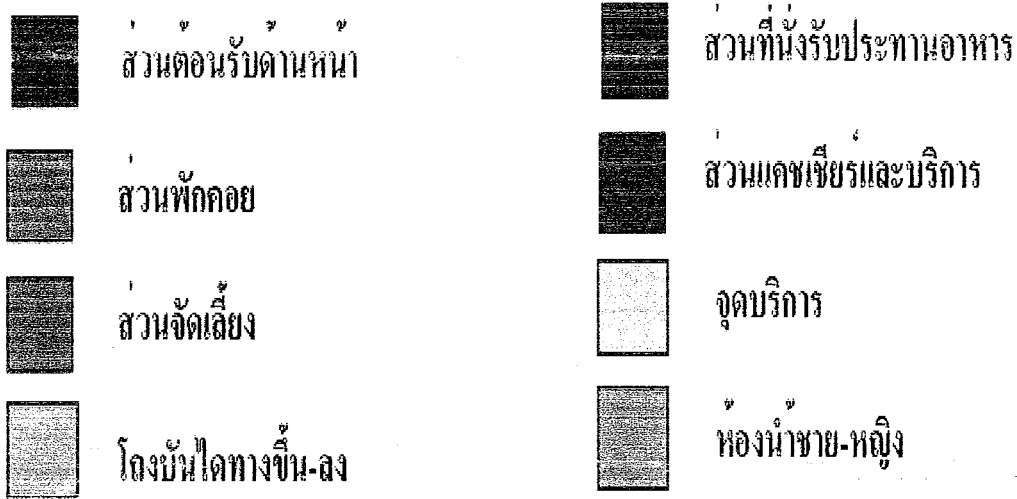 ส่วนต้อนรับด้านหน้า
ส่วนพักคอย
ส่วนจัดเลี้ยง
โถงบันไดทางขึ้น-ลง
ส่วนที่นั่งรับประทานอาหาร
ส่วนแคชเชียร์และบริการ
จุดบริการ
ห้องน้ำชาย-หญิง